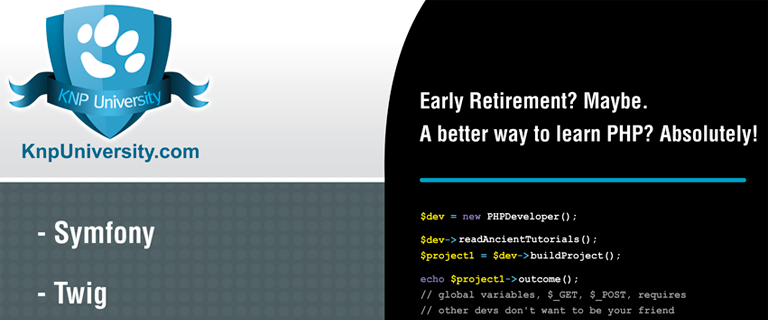 KNP University
KnpUniversity.com
- Symfony
- Twig
Early Retirement? Maybe.
A better way to learn PHP? Absolutely!
$dev = new PHPDeveloper();
$dev->readAncientTutorials();
$project1 = $dev->buildProject();
echo $project1->outcome();
// global variables, $_GET, $_POST, requires
// other devs don't want to be your friend